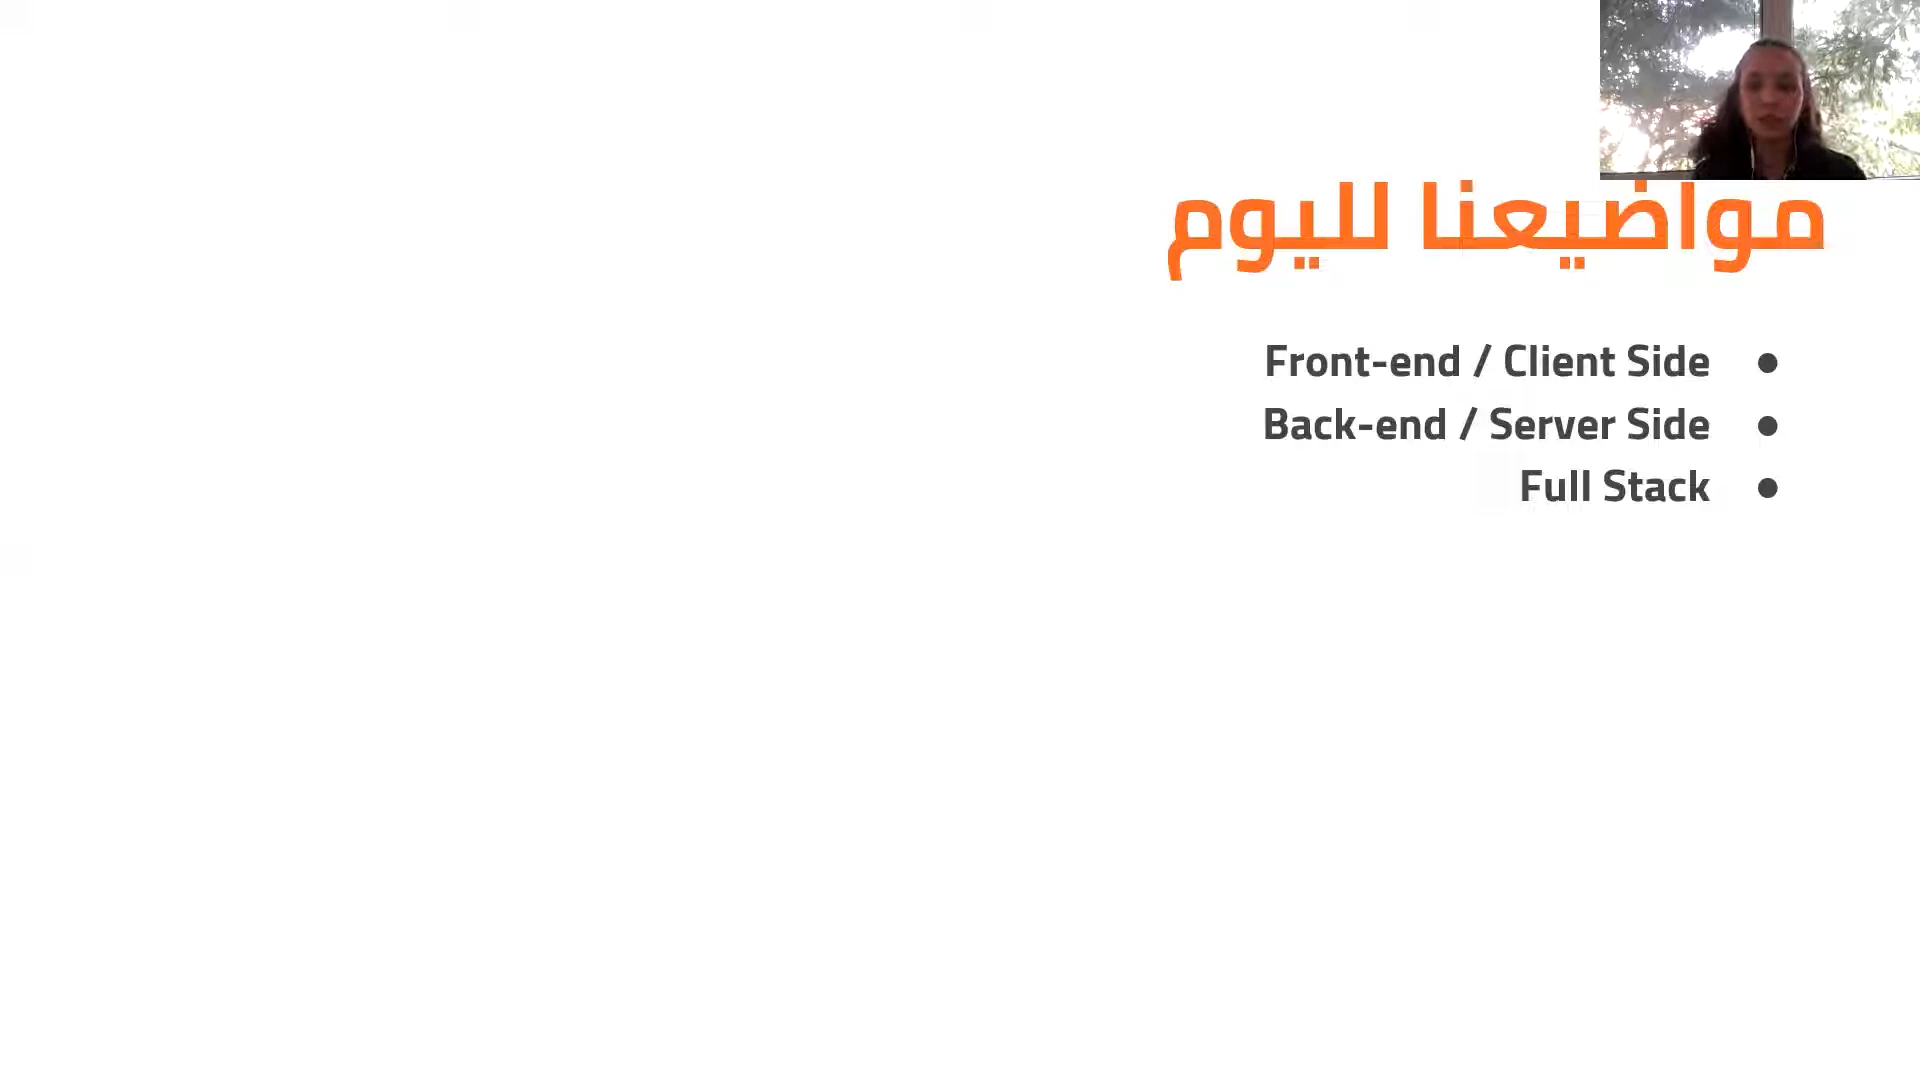 مواضيعنا لليوم
Front-end / Client Side
Back-end / Server Side
Full Stack